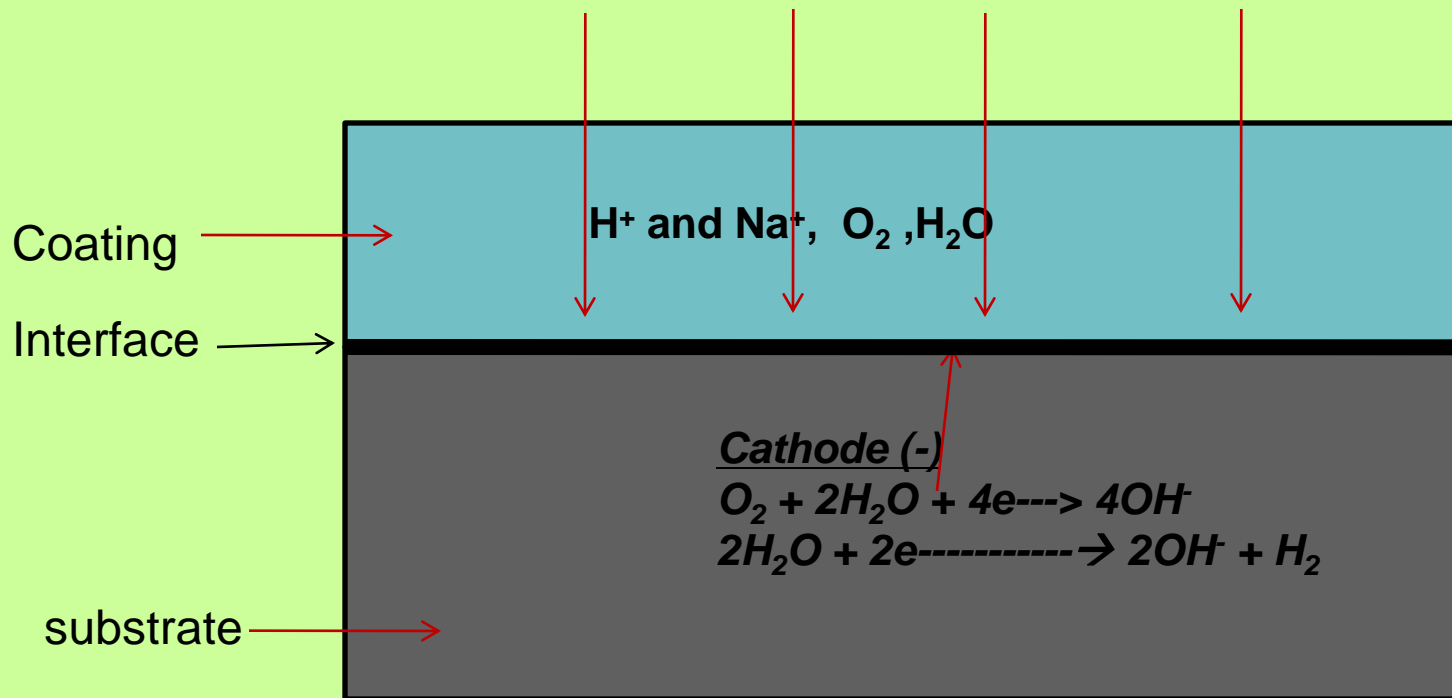 H⁺ and Na⁺, O₂ ,H₂O
Coating
Interface
Cathode (-)
O₂ + 2H₂O + 4e---> 4OH⁻
2H₂O + 2e-----------→ 2OH⁻ + H₂
substrate